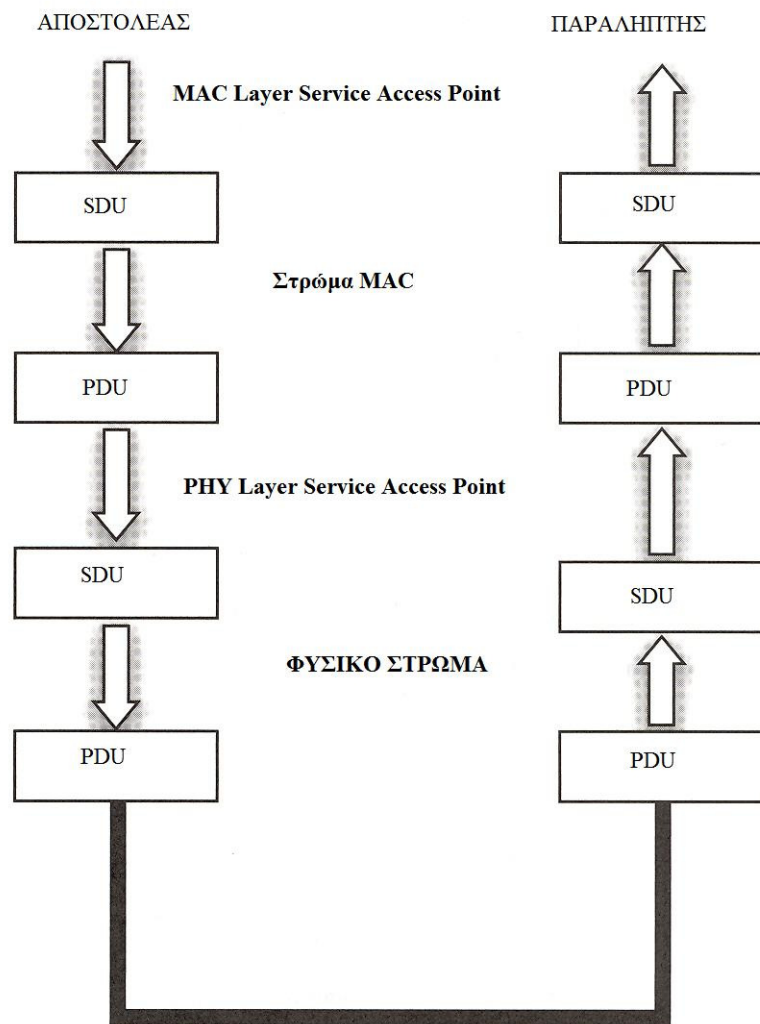 ΑΠΟΣΤΟΛΕΑΣ
ΠΑΡΑΛΗΠΤΗΣ
MAC Layer Service Access Point
SDU
SDU
Στρώμα MAC
PDU
PDU
PHY Layer Service Access Point
SDU
SDU
ΦΥΣΙΚΟ ΣΤΡΩΜΑ
PDU
PDU